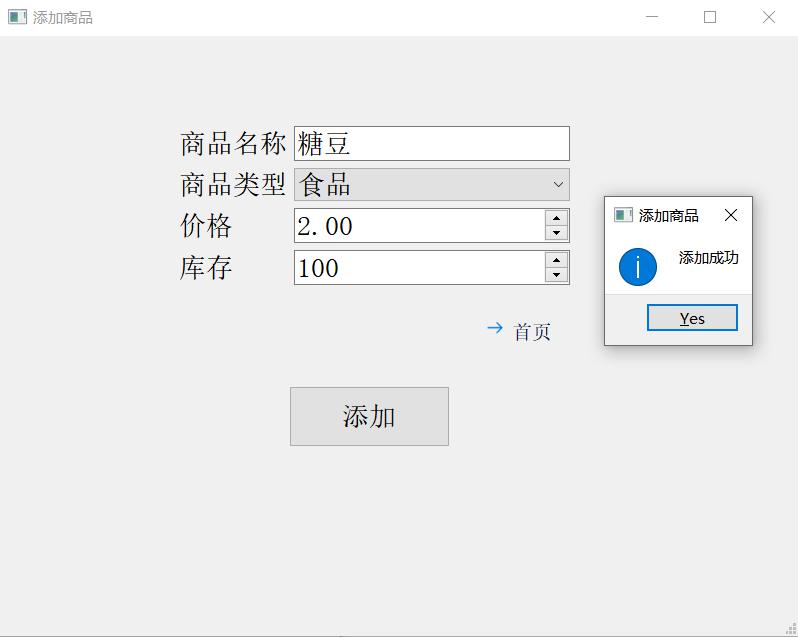 添加商品
商品名称 糖豆
商品类型 食品
价格 2.00
库存 100
首页
添加
添加商品
添加成功
Yes